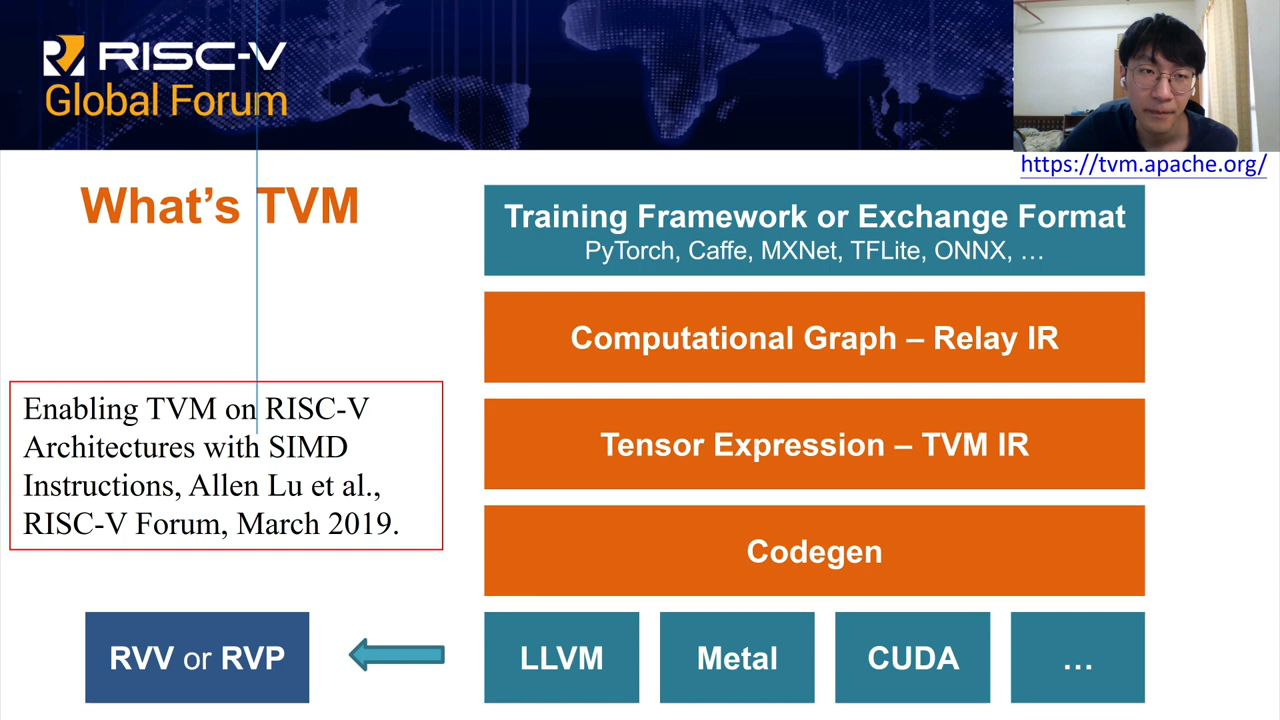 RISC-V
Global Forum
https://tvm.apache.org/
What's TVM
Training Framework or Exchange Format
PyTorch, Caffe, MXNet, TFLite, ONNX, …
Computational Graph – Relay IR
Enabling TVM on RISC-V
Architectures with SIMD
Instructions, Allen Lu et al.,
RISC-V Forum, March 2019.
Tensor Expression – TVM IR
Codegen
RVV or RVP
LLVM
Metal
CUDA
…